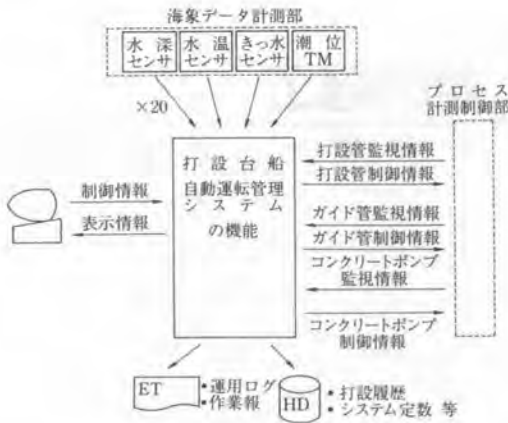 海象データ計測部
水深
センサ
水温
センサ
きっ水
センサ
潮位
TM
×20
プロセス
計測制御部
打設台船
自動運転管理
システム
の機能
制御情報
表示情報
打設管監視情報
打設管制御情報
ガイド管監視情報
ガイド管制御情報
コンクリートポンプ
監視情報
コンクリートポンプ
制御情報
ET
•運用ログ
•作業報
HD
•打設履歴
•システム定数 等